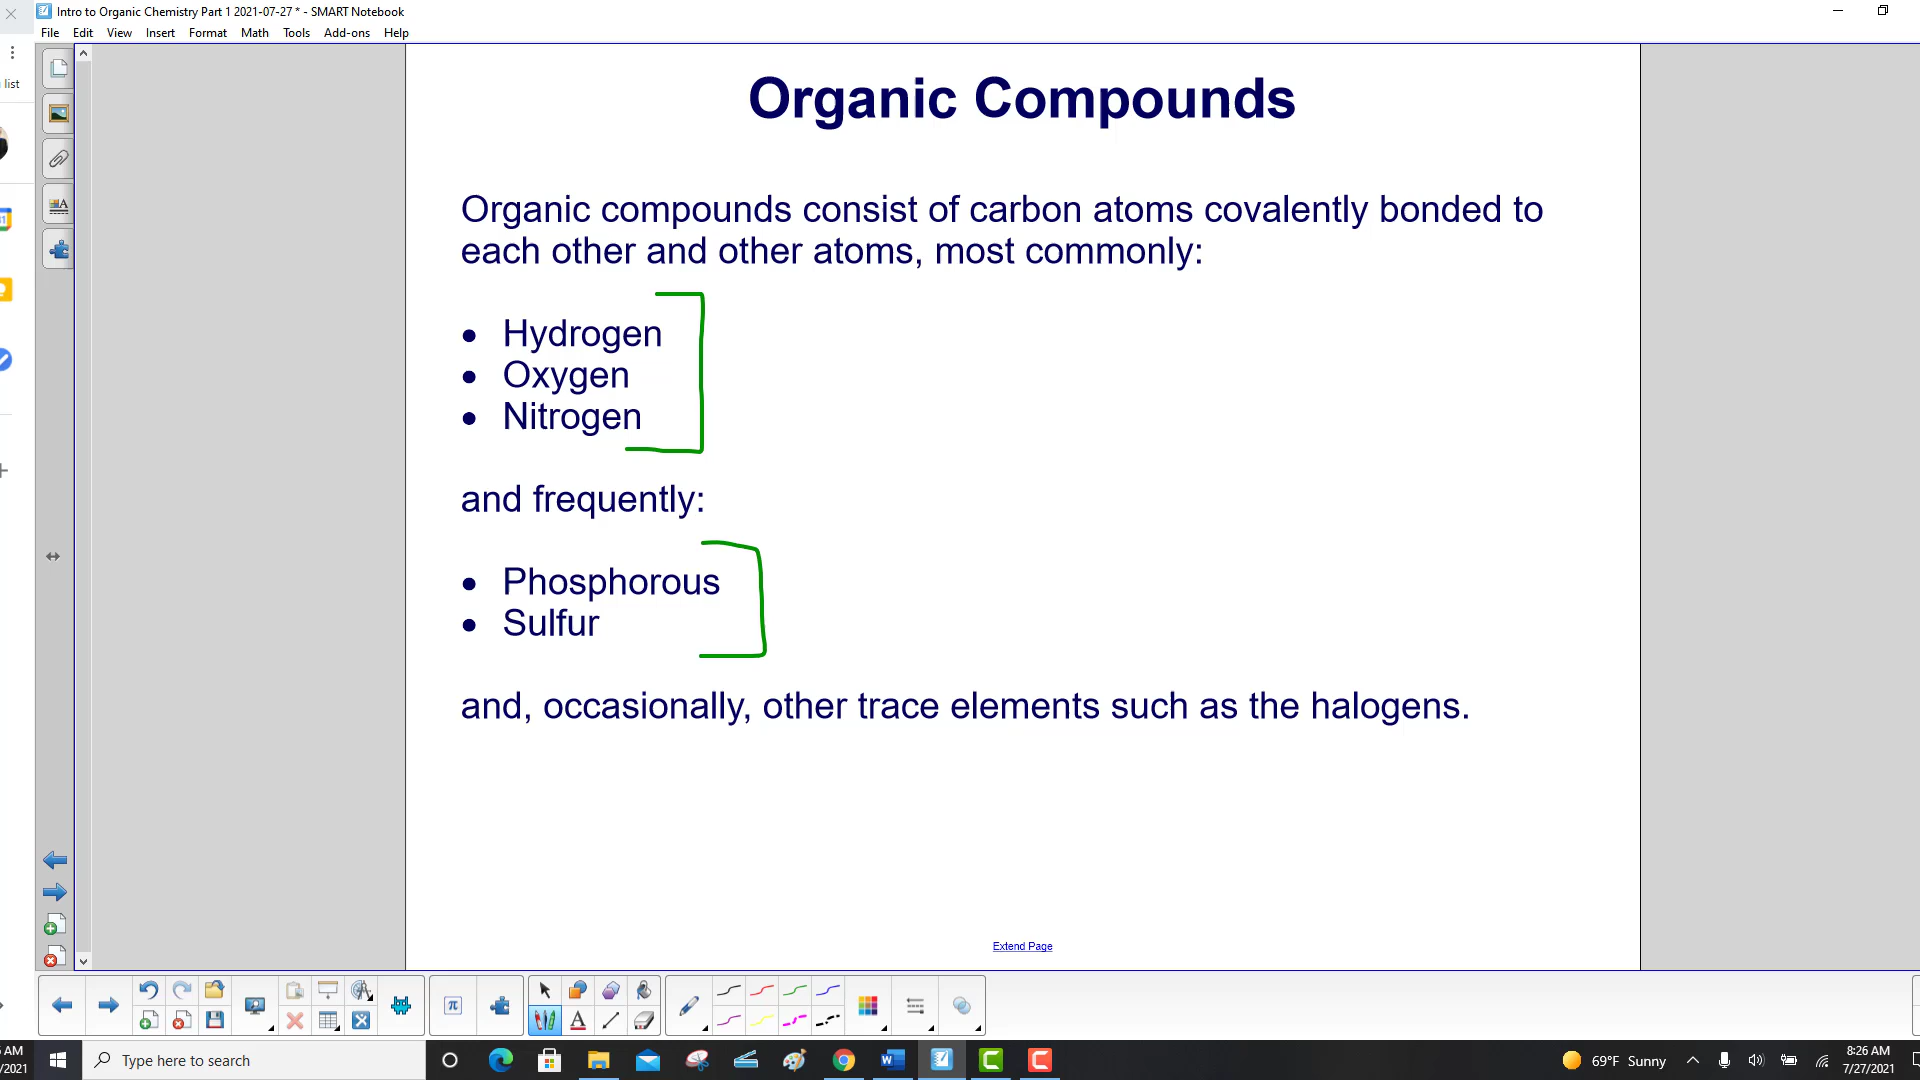 Intro to Organic Chemistry Part 1 2021-07-27 * - SMART Notebook
File Edit View Insert Format Math Tools Add-ons Help
list
Organic Compounds
Organic compounds consist of carbon atoms covalently bonded to
each other and other atoms, most commonly:
• Hydrogen
• Oxygen
• Nitrogen
and frequently:
• Phosphorous
• Sulfur
and, occasionally, other trace elements such as the halogens.
Extend Page
π
A
AM
/2021
Type here to search
69°F Sunny
8:26 AM
7/27/2021